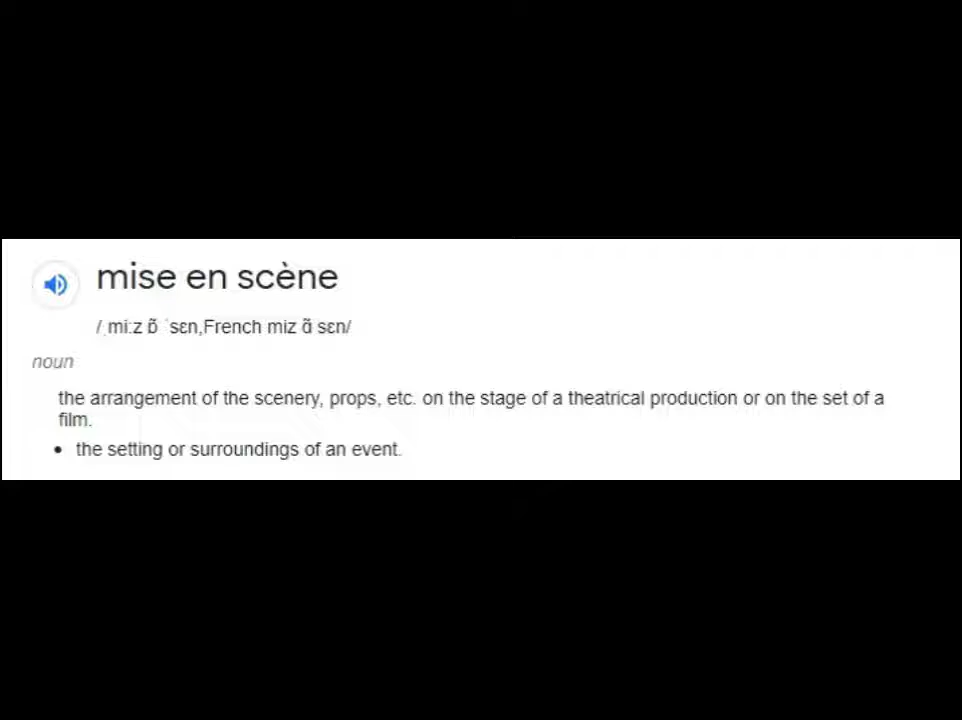 mise en scène
/ˌmiːz ɒ̃ ˈsɛn,French miz ɑ̃ sɛn/
noun
the arrangement of the scenery, props, etc. on the stage of a theatrical production or on the set of a
film.
• the setting or surroundings of an event.